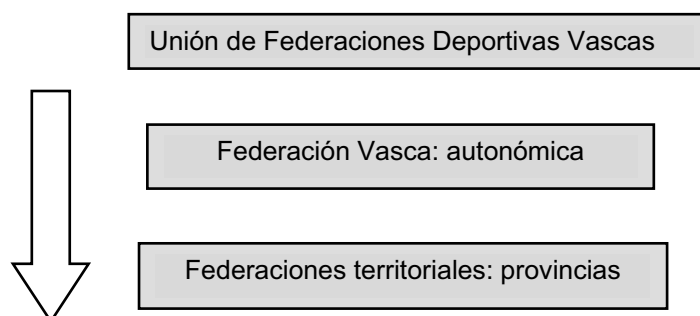 Unión de Federaciones Deportivas Vascas
Federación Vasca: autonómica
Federaciones territoriales: provincias